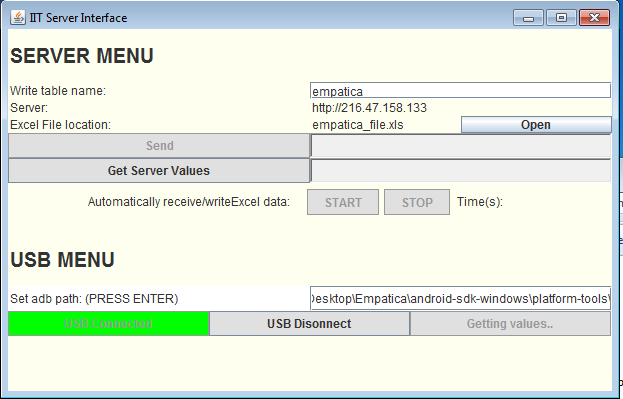 IIT Server Interface
SERVER MENU
Write table name: empatica
Server: http://216.47.158.133
Excel File location: empatica_file.xls Open
Send
Get Server Values
Automatically receive/writeExcel data: START STOP Time(s):
USB MENU
Set adb path: (PRESS ENTER) Desktop\Empatica\android-sdk-windows\platform-tools\
USB Connected USB Disonnect Getting values..